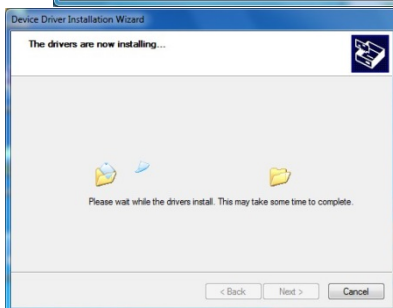 Device Driver Installation Wizard
The drivers are now installing...
Please wait while the drivers install. This may take some time to complete.
< Back Next > Cancel